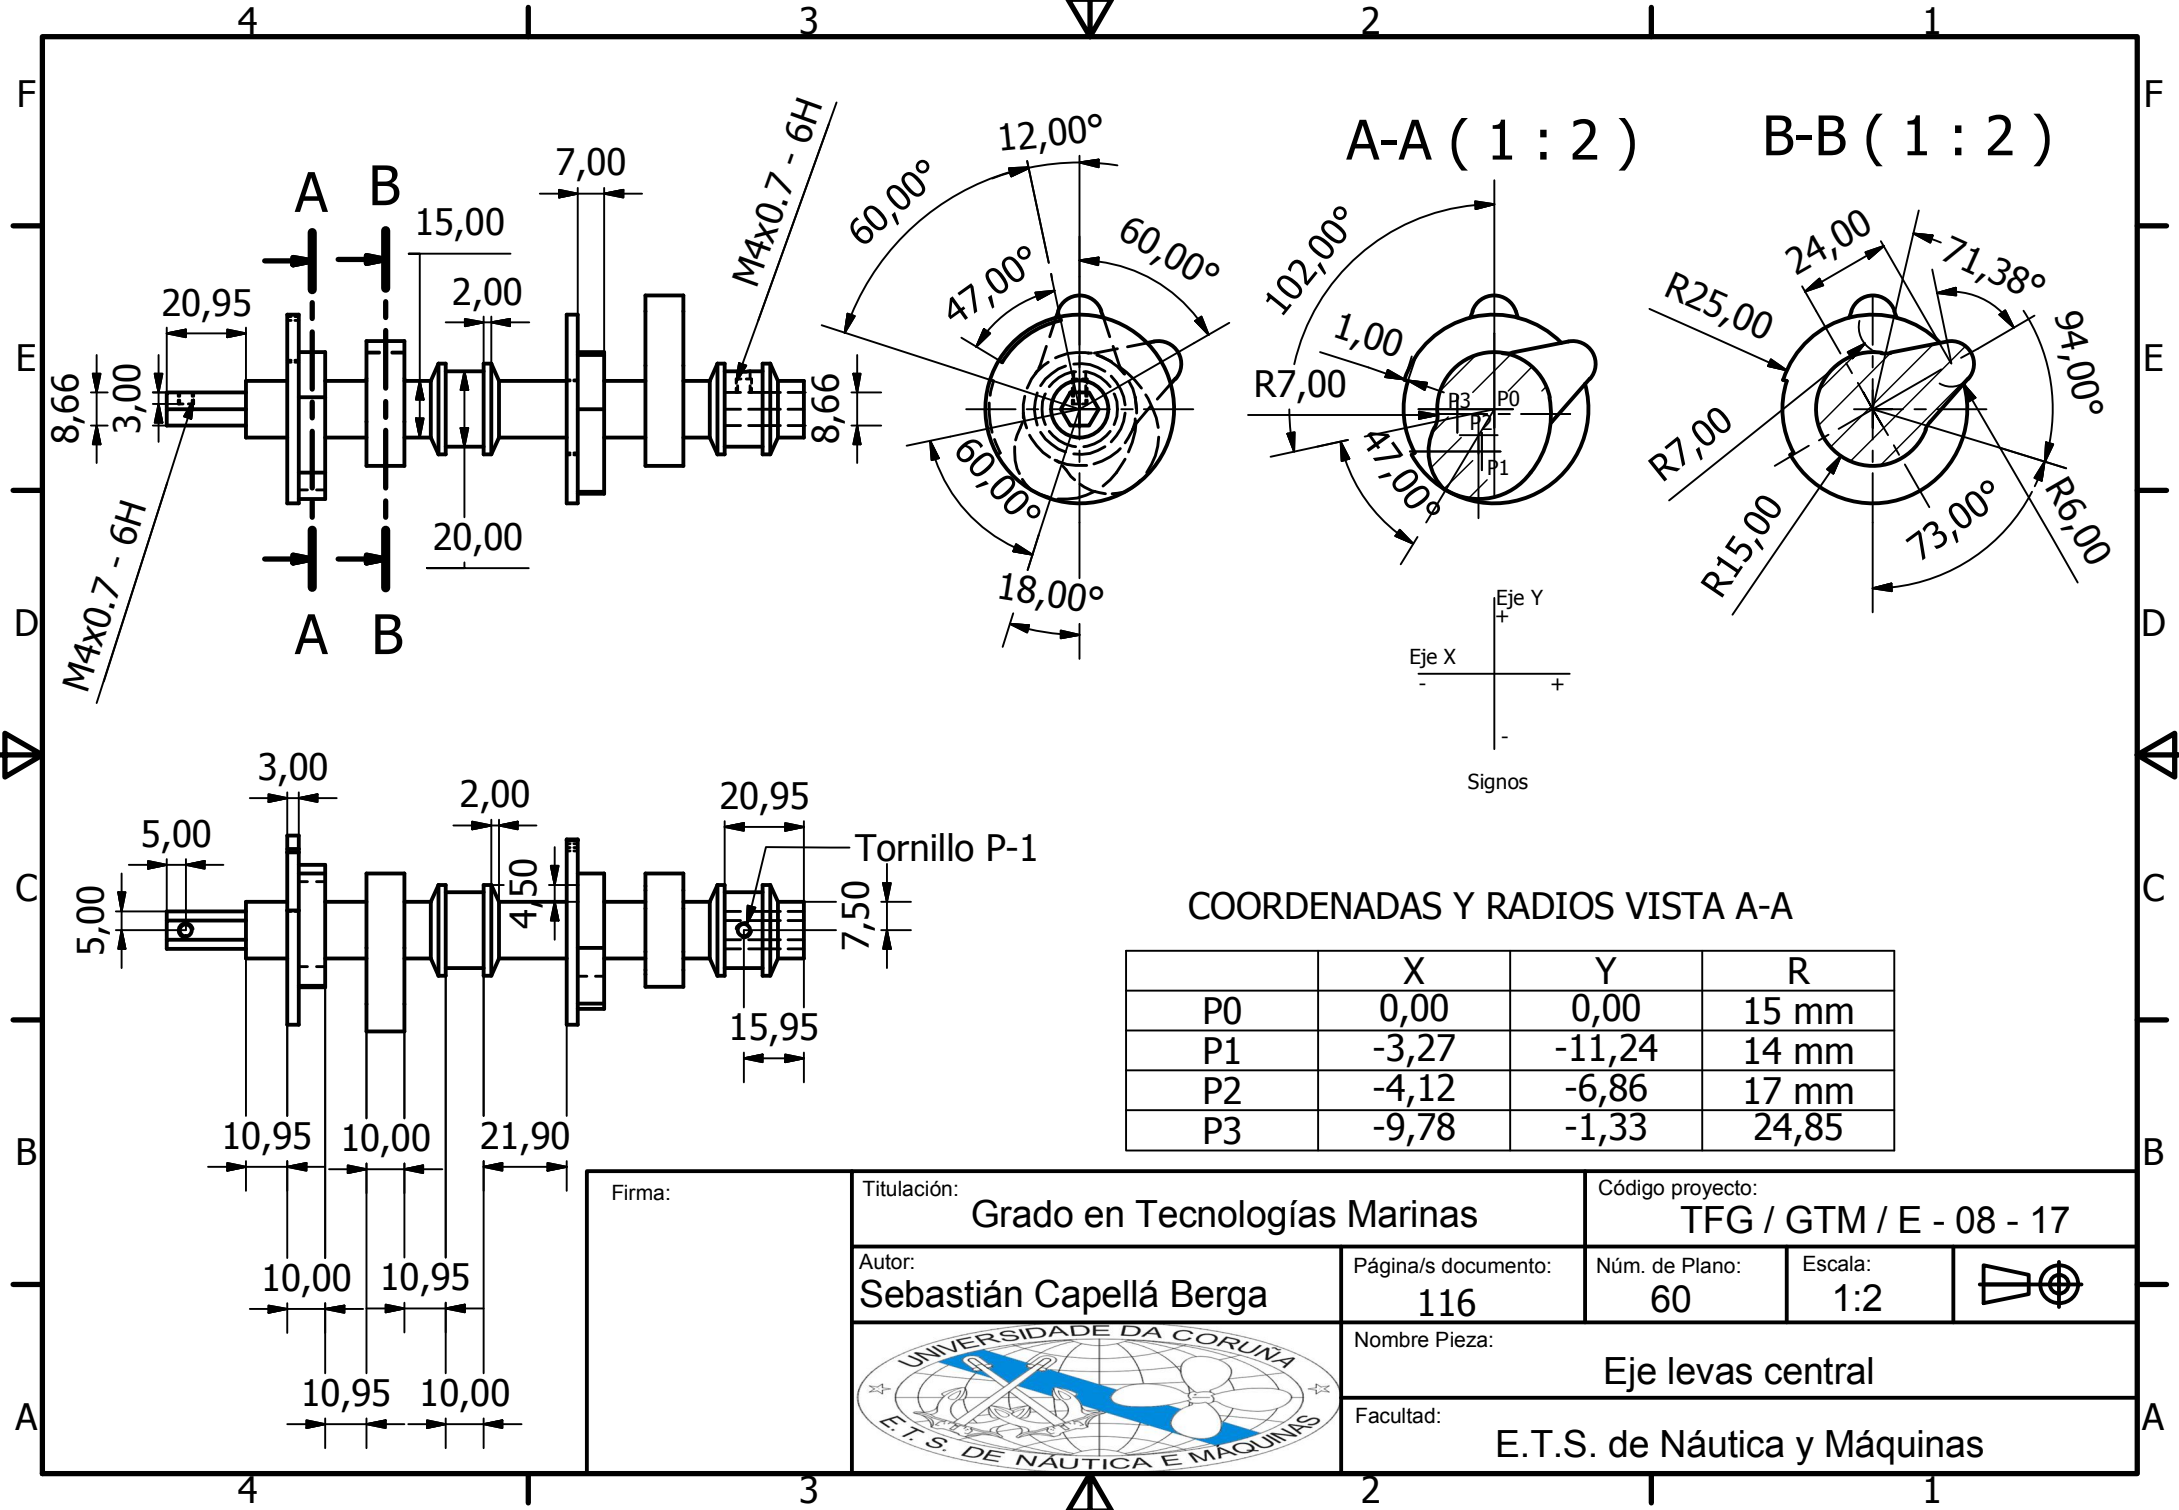 4 3 2 1
F F
E E
D D
C C
B B
A A
A B
7,00
15,00
2,00
20,95
8,66
3,00
M4x0.7 - 6H
20,00
A B
M4x0.7 - 6H
8,66
12,00°
60,00°
60,00°
47,00°
60,00°
18,00°
A-A ( 1 : 2 )
102,00°
1,00
R7,00
P3 P0
P2
P1
47,00°
B-B ( 1 : 2 )
24,00
71,38°
R25,00
94,00°
R7,00
R6,00
R15,00
73,00°
Eje Y
+
Eje X
- +
-
Signos
3,00
2,00
20,95
5,00
Tornillo P-1
5,00
4,50
7,50
15,95
10,95 10,00 21,90
10,00 10,95
10,95 10,00
COORDENADAS Y RADIOS VISTA A-A
X Y R
P0 0,00 0,00 15 mm
P1 -3,27 -11,24 14 mm
P2 -4,12 -6,86 17 mm
P3 -9,78 -1,33 24,85
Firma:
Titulación:
Grado en Tecnologías Marinas
Código proyecto:
TFG / GTM / E - 08 - 17
Autor:
Sebastián Capellá Berga
Página/s documento:
116
Núm. de Plano:
60
Escala:
1:2
Nombre Pieza:
Eje levas central
Facultad:
E.T.S. de Náutica y Máquinas
UNIVERSIDADE DA CORUÑA
E.T.S. DE NÁUTICA E MÁQUINAS
4 3 2 1